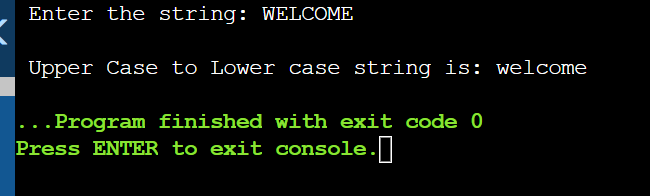 Enter the string: WELCOME
Upper Case to Lower case string is: welcome
...Program finished with exit code 0
Press ENTER to exit console.